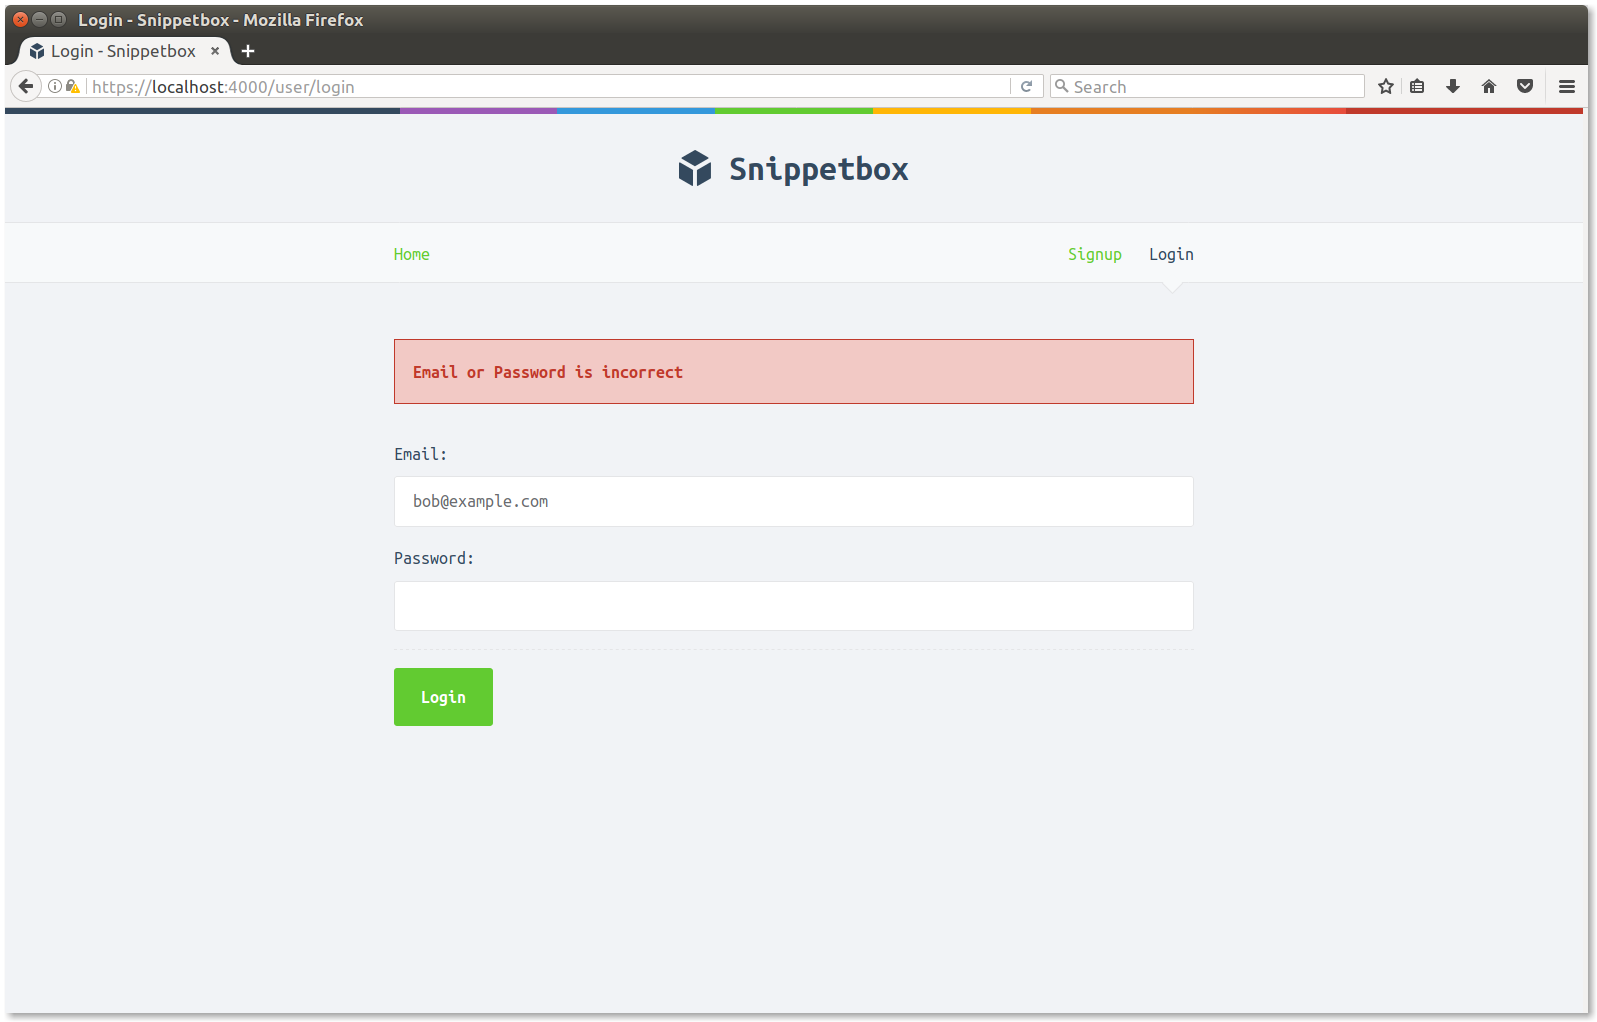 Login - Snippetbox - Mozilla Firefox
Login - Snippetbox
https://localhost:4000/user/login
Search
Snippetbox
Home Signup Login
Email or Password is incorrect
Email:
bob@example.com
Password:
Login